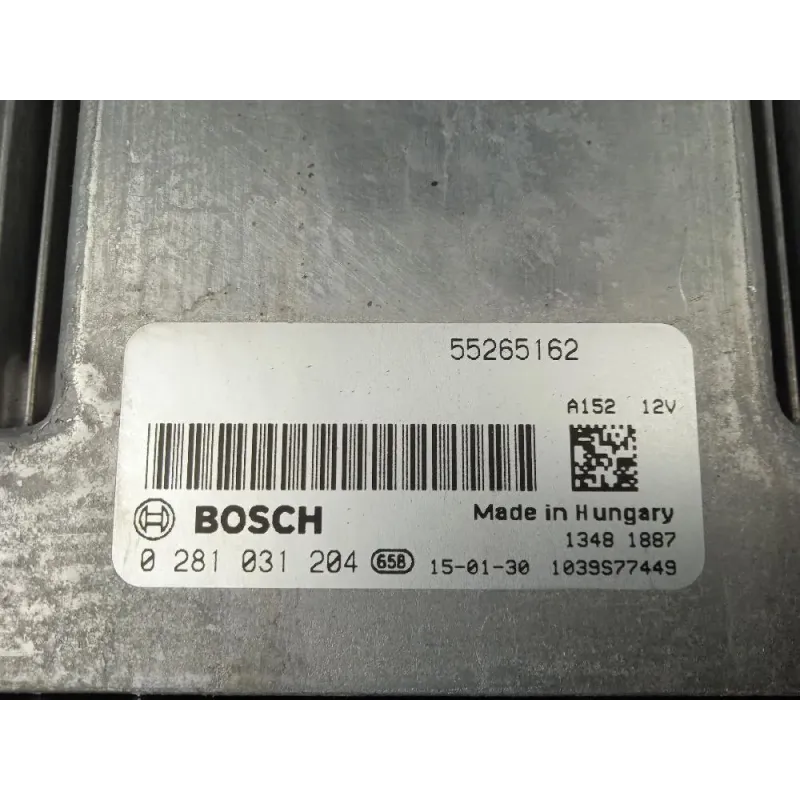 55265162
A152 12V
BOSCH Made in Hungary
1348 1887
0 281 031 204 658 15-01-30 1039S77449